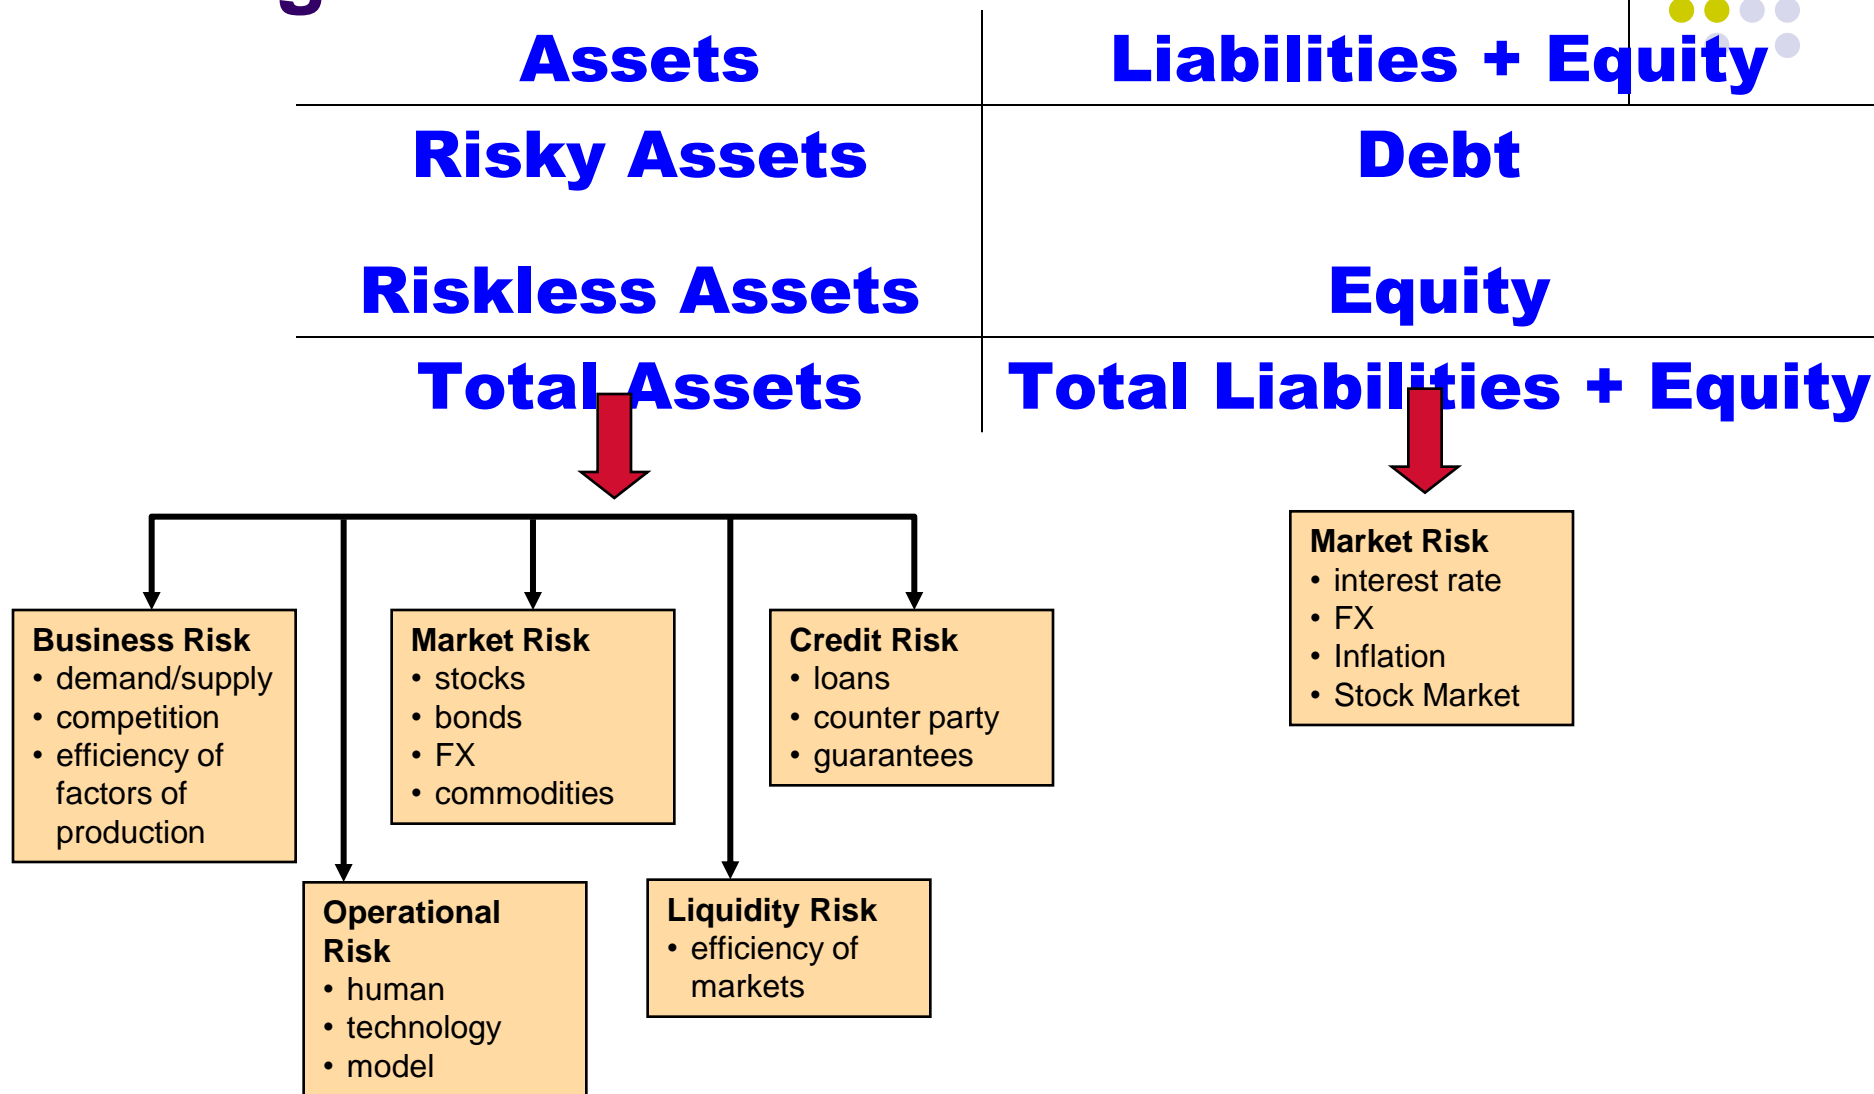 Assets
Liabilities + Equity
Risky Assets
Debt
Riskless Assets
Equity
Total Assets
Total Liabilities + Equity
Business Risk
• demand/supply
• competition
• efficiency of
factors of
production
Operational
Risk
• human
• technology
• model
Market Risk
• stocks
• bonds
• FX
• commodities
Liquidity Risk
• efficiency of
markets
Credit Risk
• loans
• counter party
• guarantees
Market Risk
• interest rate
• FX
• Inflation
• Stock Market